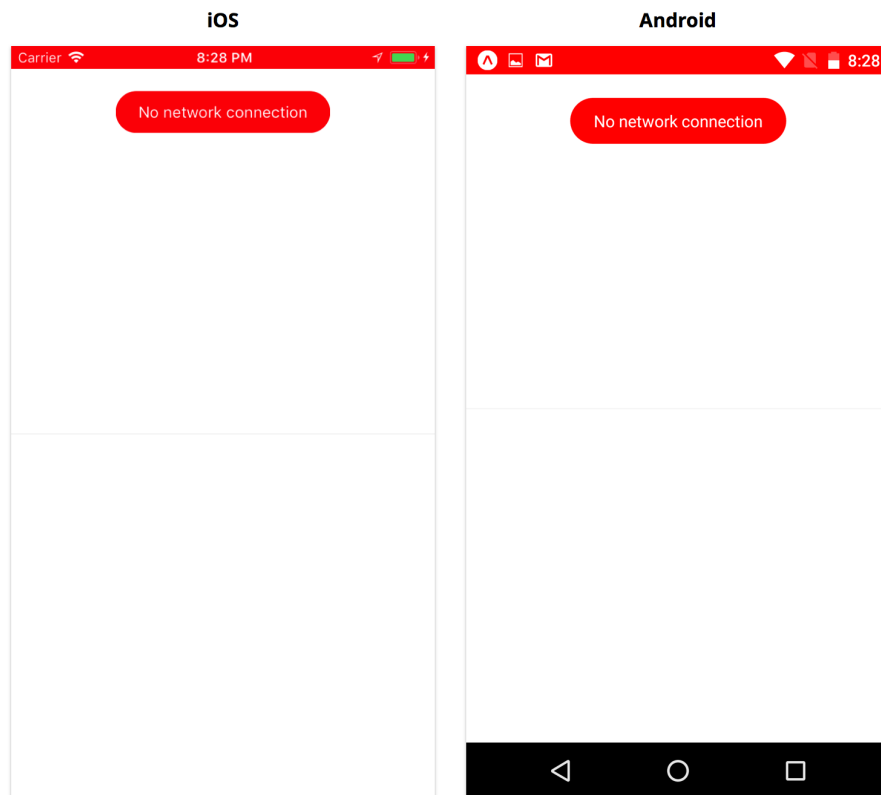 iOS
Android
Carrier 8:28 PM
8:28
No network connection
No network connection